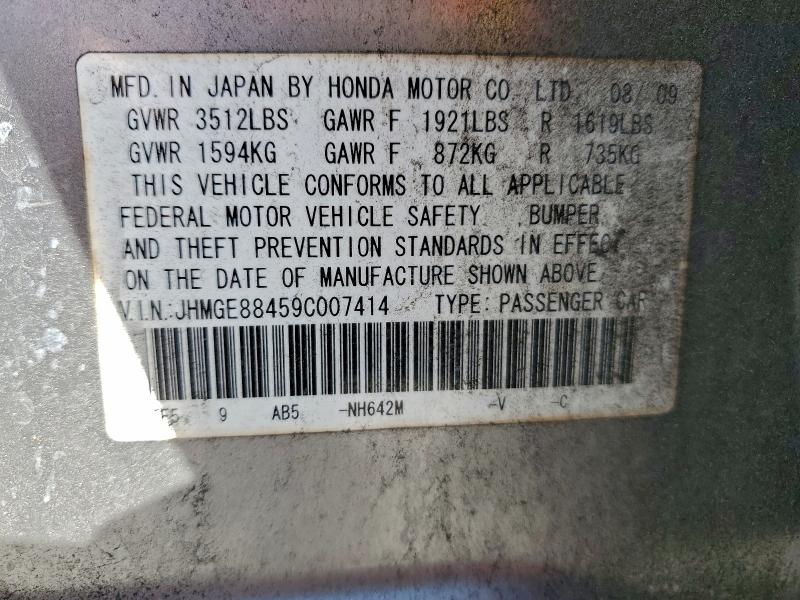 MFD. IN JAPAN BY HONDA MOTOR CO. LTD. 08/09
GVWR 3512LBS GAWR F 1921LBS R 1619LBS
GVWR 1594KG GAWR F 872KG R 735KG
THIS VEHICLE CONFORMS TO ALL APPLICABLE
FEDERAL MOTOR VEHICLE SAFETY, BUMPER,
AND THEFT PREVENTION STANDARDS IN EFFECT
ON THE DATE OF MANUFACTURE SHOWN ABOVE.
V.I.N.:JHMGE88459C007414 TYPE: PASSENGER CAR
9 AB5 -NH642M -V -C